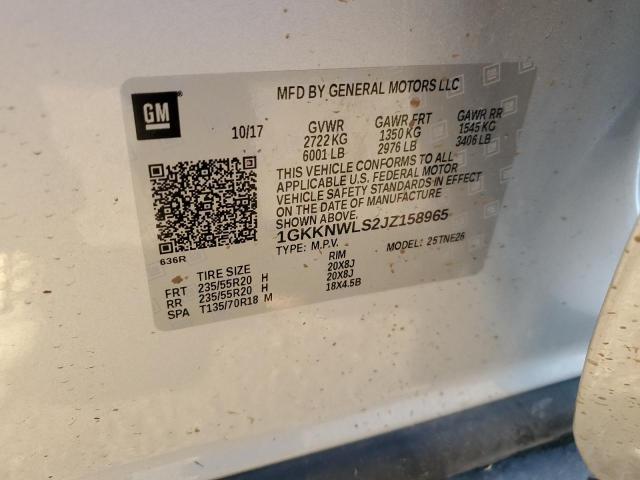 MFD BY GENERAL MOTORS LLC
GM
10/17
GVWR GAWR FRT GAWR RR
2722 KG 1350 KG 1545 KG
6001 LB 2976 LB 3406 LB
THIS VEHICLE CONFORMS TO ALL
APPLICABLE U.S. FEDERAL MOTOR
VEHICLE SAFETY STANDARDS IN EFFECT
ON THE DATE OF MANUFACTURE
SHOWN ABOVE.
1GKKNWLS2JZ158965
TYPE: M.P.V. MODEL: 25TNE26
636R
TIRE SIZE RIM
FRT 235/55R20 H 20X8J
RR 235/55R20 H 20X8J
SPA T135/70R18 M 18X4.5B